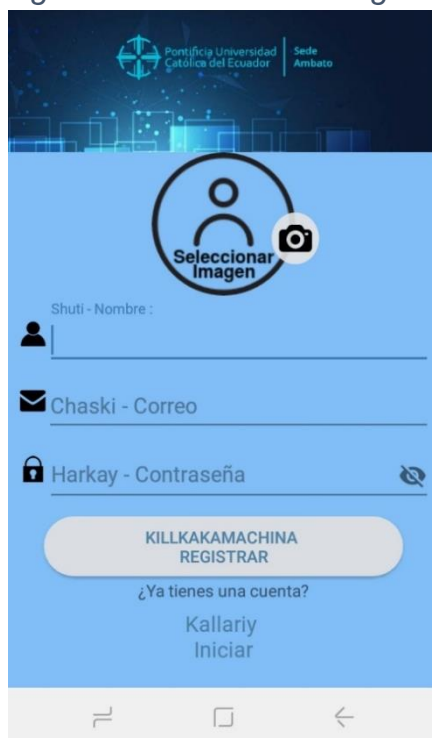 Pontificia Universidad
Católica del Ecuador
Sede
Ambato
Seleccionar
Imagen
Shuti - Nombre :
Chaski - Correo
Harkay - Contraseña
KILLKAKAMACHINA
REGISTRAR
¿Ya tienes una cuenta?
Kallariy
Iniciar